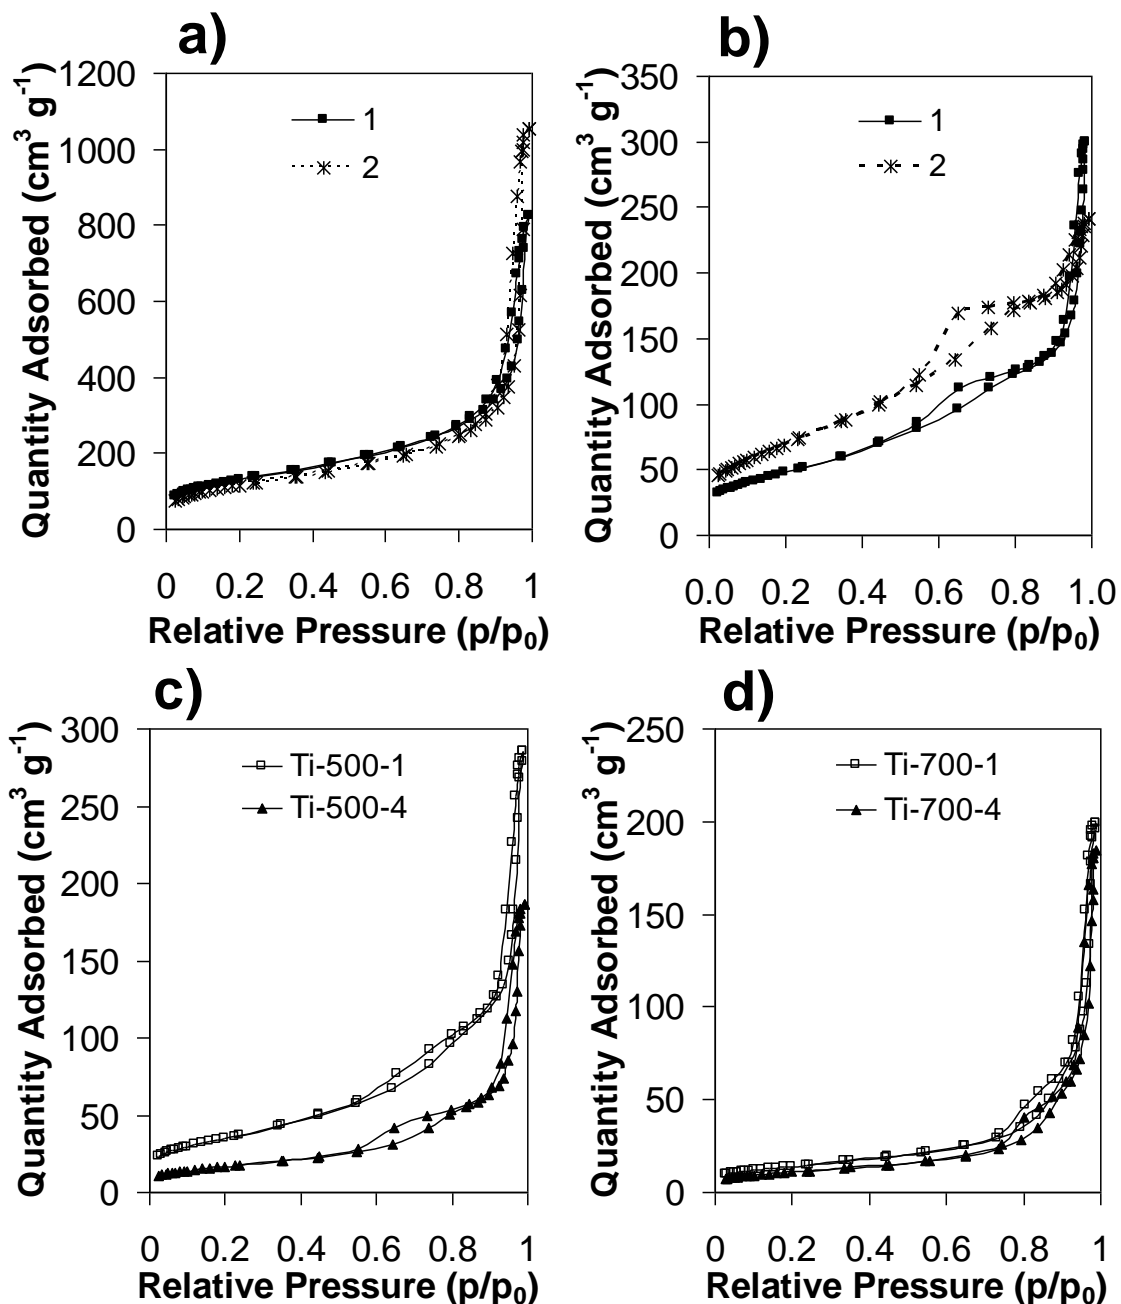 a)
Quantity Adsorbed (cm³ g⁻¹)
1200
1000
800
600
400
200
0
1
2
0 0.2 0.4 0.6 0.8 1
Relative Pressure (p/p₀)
b)
Quantity Adsorbed (cm³ g⁻¹)
350
300
250
200
150
100
50
0
1
2
0.0 0.2 0.4 0.6 0.8 1.0
Relative Pressure (p/p₀)
c)
Quantity Adsorbed (cm³ g⁻¹)
300
250
200
150
100
50
0
Ti-500-1
Ti-500-4
0 0.2 0.4 0.6 0.8 1
Relative Pressure (p/p₀)
d)
Quantity Adsorbed (cm³ g⁻¹)
250
200
150
100
50
0
Ti-700-1
Ti-700-4
0 0.2 0.4 0.6 0.8 1
Relative Pressure (p/p₀)